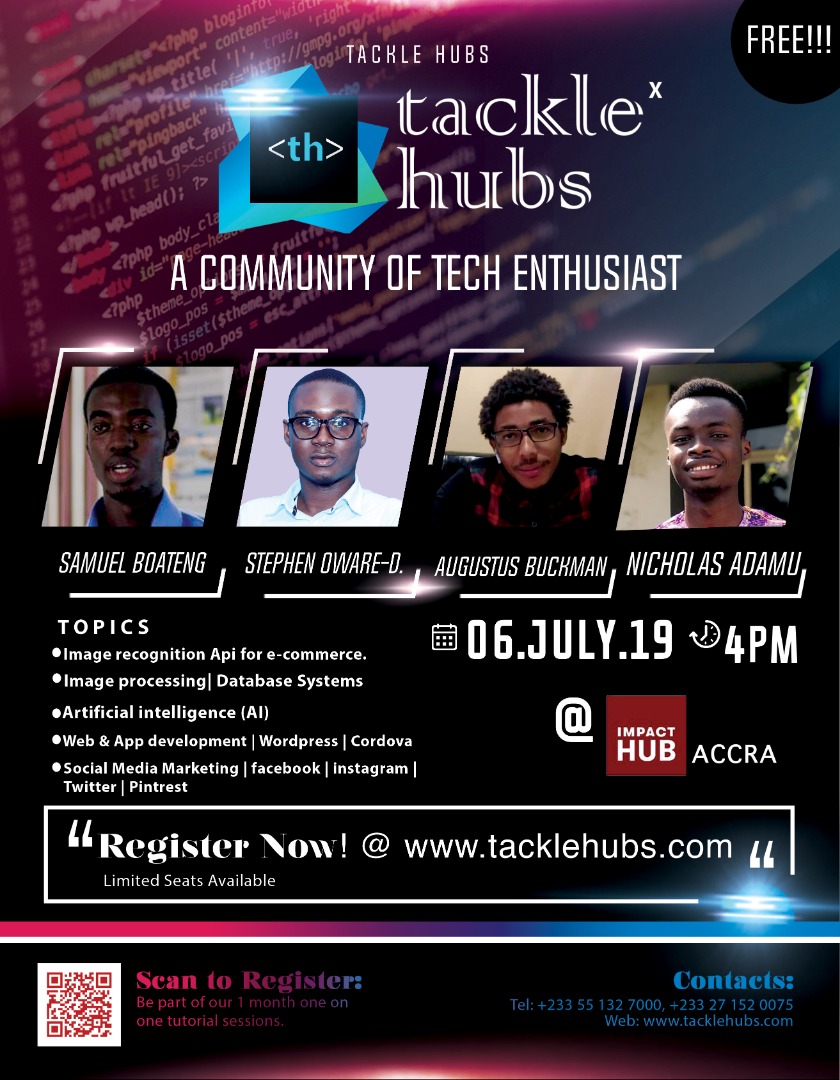 FREE!!!
TACKLE HUBS
<th>
tackle x
hubs
A COMMUNITY OF TECH ENTHUSIAST
SAMUEL BOATENG
STEPHEN OWARE-D.
AUGUSTUS BUCKMAN
NICHOLAS ADAMU
TOPICS
●Image recognition Api for e-commerce.
●Image processing| Database Systems
●Artificial intelligence (AI)
●Web & App development | Wordpress | Cordova
●Social Media Marketing | facebook | instagram |
Twitter | Pintrest
06.JULY.19 4PM
@ IMPACT
HUB ACCRA
“Register Now! @ www.tacklehubs.com “
Limited Seats Available
Scan to Register:
Be part of our 1 month one on
one tutorial sessions.
Contacts:
Tel: +233 55 132 7000, +233 27 152 0075
Web: www.tacklehubs.com